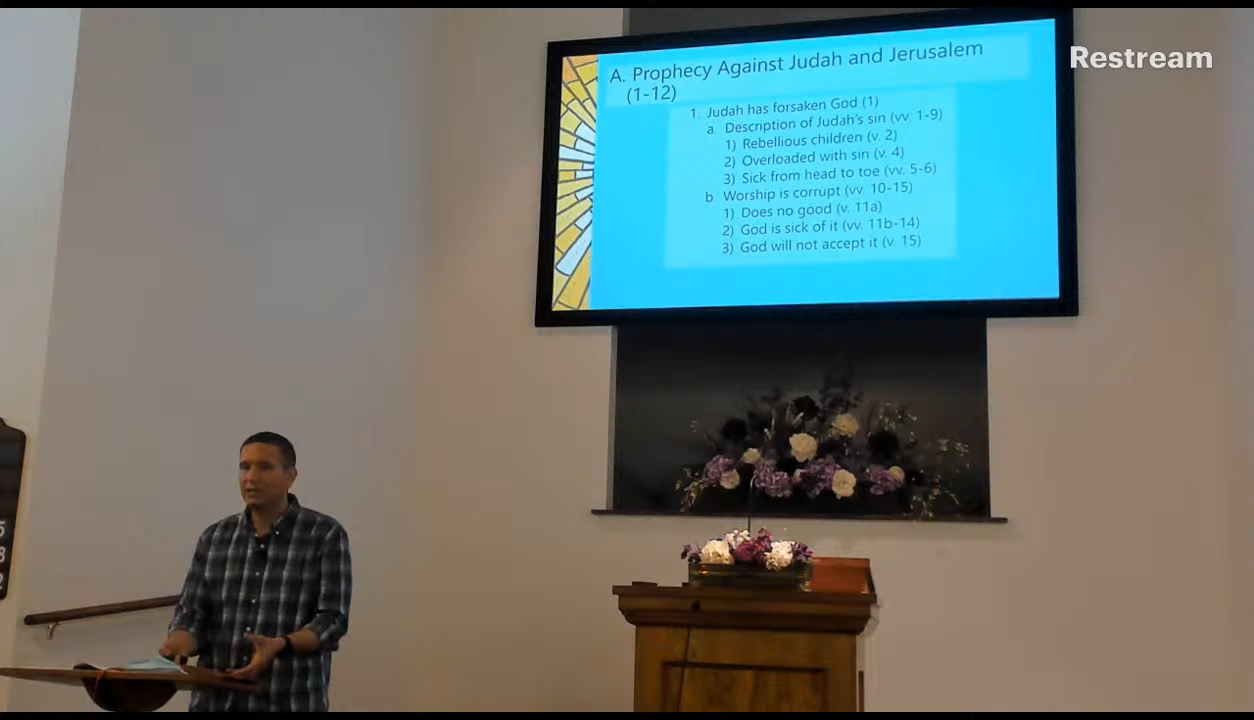 Restream
A. Prophecy Against Judah and Jerusalem
(1-12)
1. Judah has forsaken God (1)
a. Description of Judah's sin (vv. 1-9)
1) Rebellious children (v. 2)
2) Overloaded with sin (v. 4)
3) Sick from head to toe (vv. 5-6)
b Worship is corrupt (vv. 10-15)
1) Does no good (v. 11a)
2) God is sick of it (vv. 11b-14)
3) God will not accept it (v. 15)
5
8
2